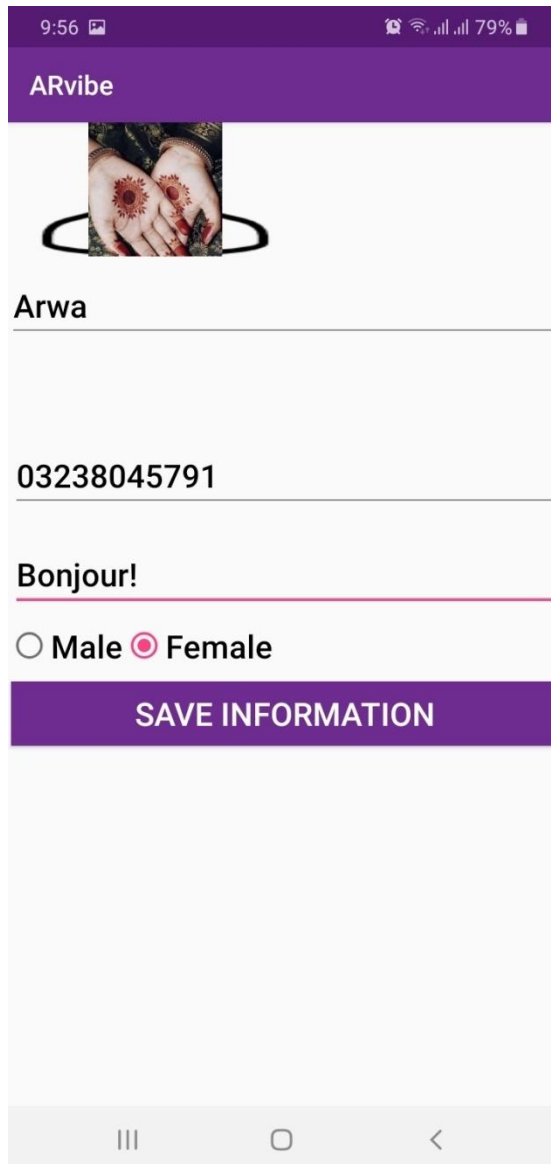 9:56 79%
ARvibe
Arwa
03238045791
Bonjour!
Male Female
SAVE INFORMATION